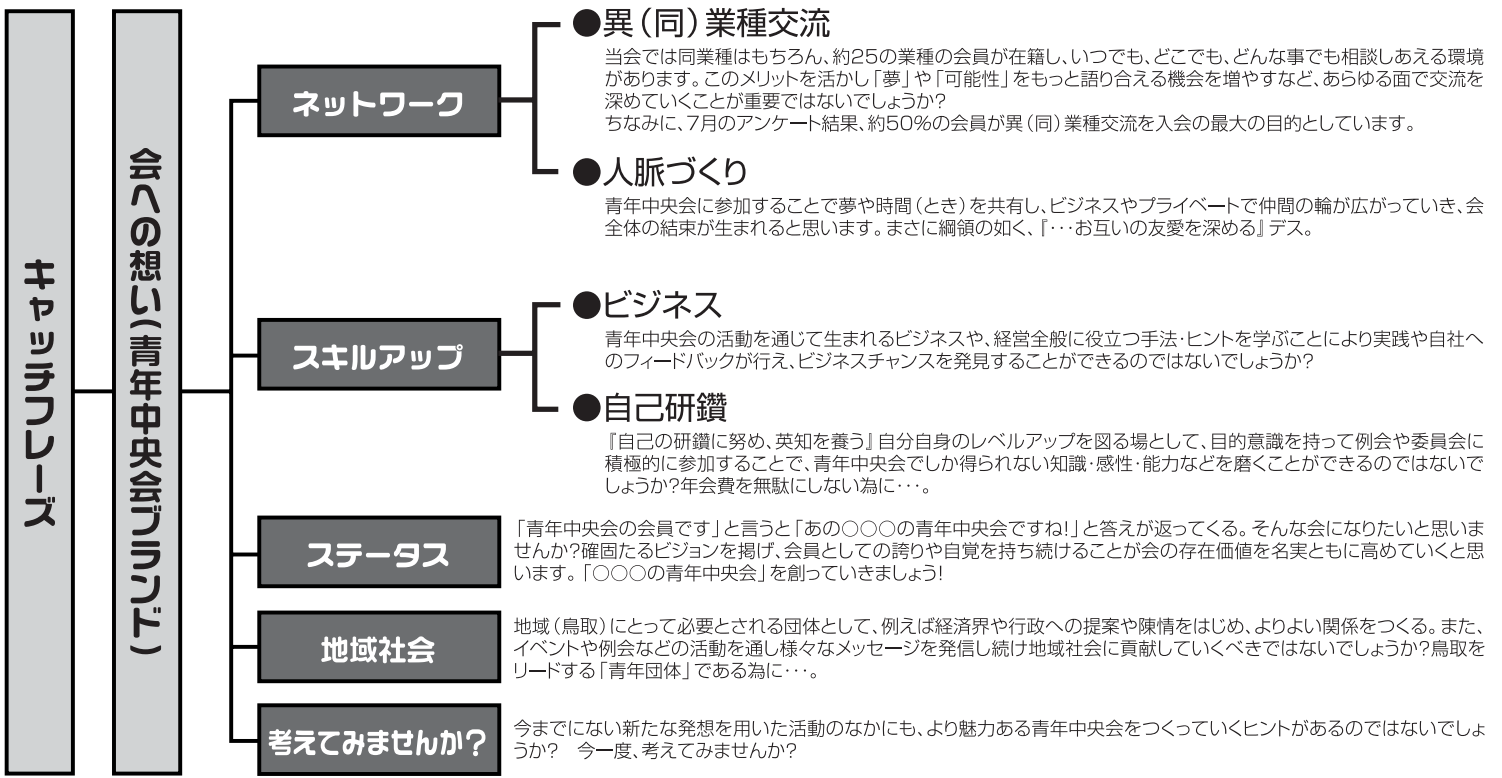 キャッチフレーズ
会への想い(青年中央会ブランド)
ネットワーク
●異(同)業種交流
当会では同業種はもちろん、約25の業種の会員が在籍し、いつでも、どこでも、どんな事でも相談しあえる環境
があります。このメリットを活かし「夢」や「可能性」をもっと語り合える機会を増やすなど、あらゆる面で交流を
深めていくことが重要ではないでしょうか?
ちなみに、7月のアンケート結果、約50%の会員が異(同)業種交流を入会の最大の目的としています。
●人脈づくり
青年中央会に参加することで夢や時間(とき)を共有し、ビジネスやプライベートで仲間の輪が広がっていき、会
全体の結束が生まれると思います。まさに綱領の如く、『・・・お互いの友愛を深める』デス。
スキルアップ
●ビジネス
青年中央会の活動を通じて生まれるビジネスや、経営全般に役立つ手法・ヒントを学ぶことにより実践や自社へ
のフィードバックが行え、ビジネスチャンスを発見することができるのではないでしょうか?
●自己研鑽
『自己の研鑽に努め、英知を養う』自分自身のレベルアップを図る場として、目的意識を持って例会や委員会に
積極的に参加することで、青年中央会でしか得られない知識・感性・能力などを磨くことができるのではないで
しょうか?年会費を無駄にしない為に・・・。
ステータス
「青年中央会の会員です」と言うと「あの○○○の青年中央会ですね!」と答えが返ってくる。そんな会になりたいと思いま
せんか?確固たるビジョンを掲げ、会員としての誇りや自覚を持ち続けることが会の存在価値を名実ともに高めていくと思
います。「○○○の青年中央会」を創っていきましょう!
地域社会
地域(鳥取)にとって必要とされる団体として、例えば経済界や行政への提案や陳情をはじめ、よりよい関係をつくる。また、
イベントや例会などの活動を通し様々なメッセージを発信し続け地域社会に貢献していくべきではないでしょうか?鳥取を
リードする「青年団体」である為に・・・。
考えてみませんか?
今までにない新たな発想を用いた活動のなかにも、より魅力ある青年中央会をつくっていくヒントがあるのではないでしょ
うか? 今一度、考えてみませんか?